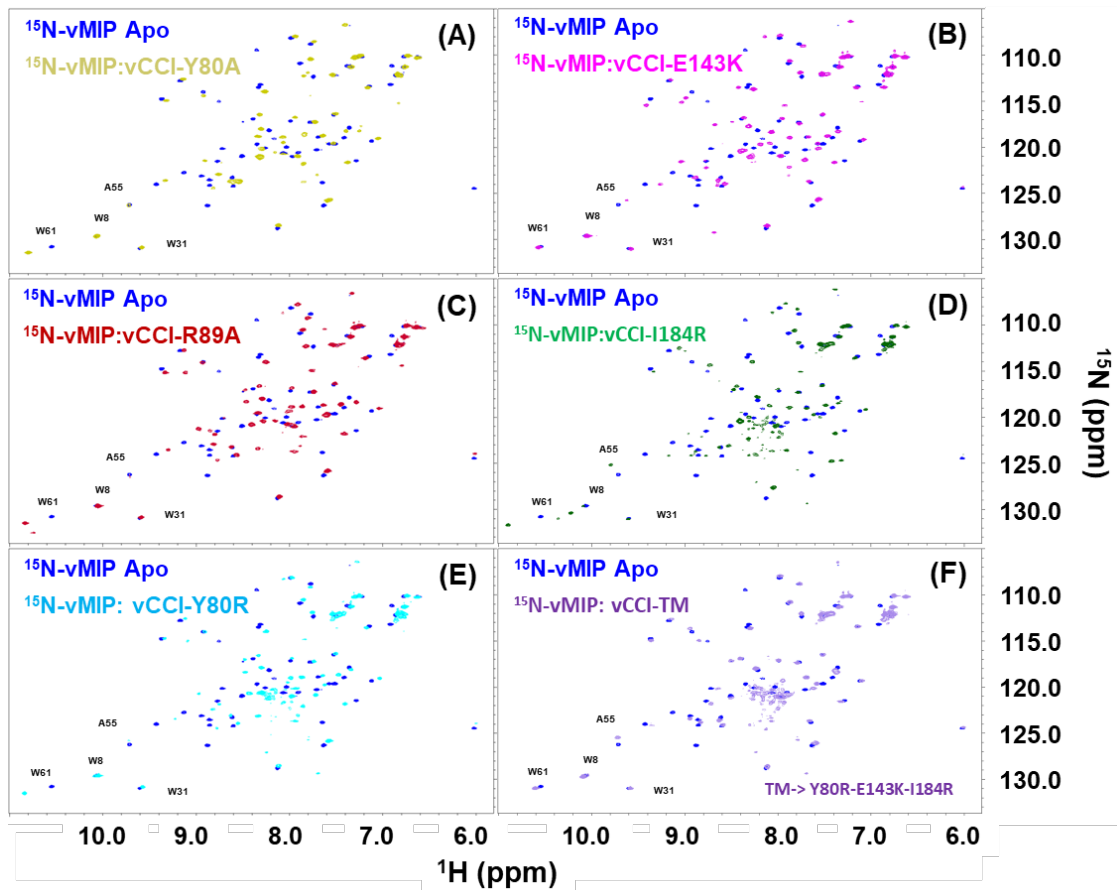 ¹⁵N-vMIP Apo
(A)
¹⁵N-vMIP:vCCI-Y80A
A55
W8
W61
W31
¹⁵N-vMIP Apo
(B)
¹⁵N-vMIP:vCCI-E143K
A55
W8
W61
W31
110.0
115.0
120.0
125.0
130.0
¹⁵N-vMIP Apo
(C)
¹⁵N-vMIP:vCCI-R89A
A55
W8
W61
W31
¹⁵N-vMIP Apo
(D)
¹⁵N-vMIP:vCCI-I184R
A55
W8
W61
W31
110.0
115.0
120.0
125.0
130.0
¹⁵N (ppm)
¹⁵N-vMIP Apo
(E)
¹⁵N-vMIP: vCCI-Y80R
A55
W8
W61
W31
¹⁵N-vMIP Apo
(F)
¹⁵N-vMIP: vCCI-TM
A55
W8
W61
W31
TM-> Y80R-E143K-I184R
110.0
115.0
120.0
125.0
130.0
10.0 9.0 8.0 7.0 6.0
10.0 9.0 8.0 7.0 6.0
¹H (ppm)